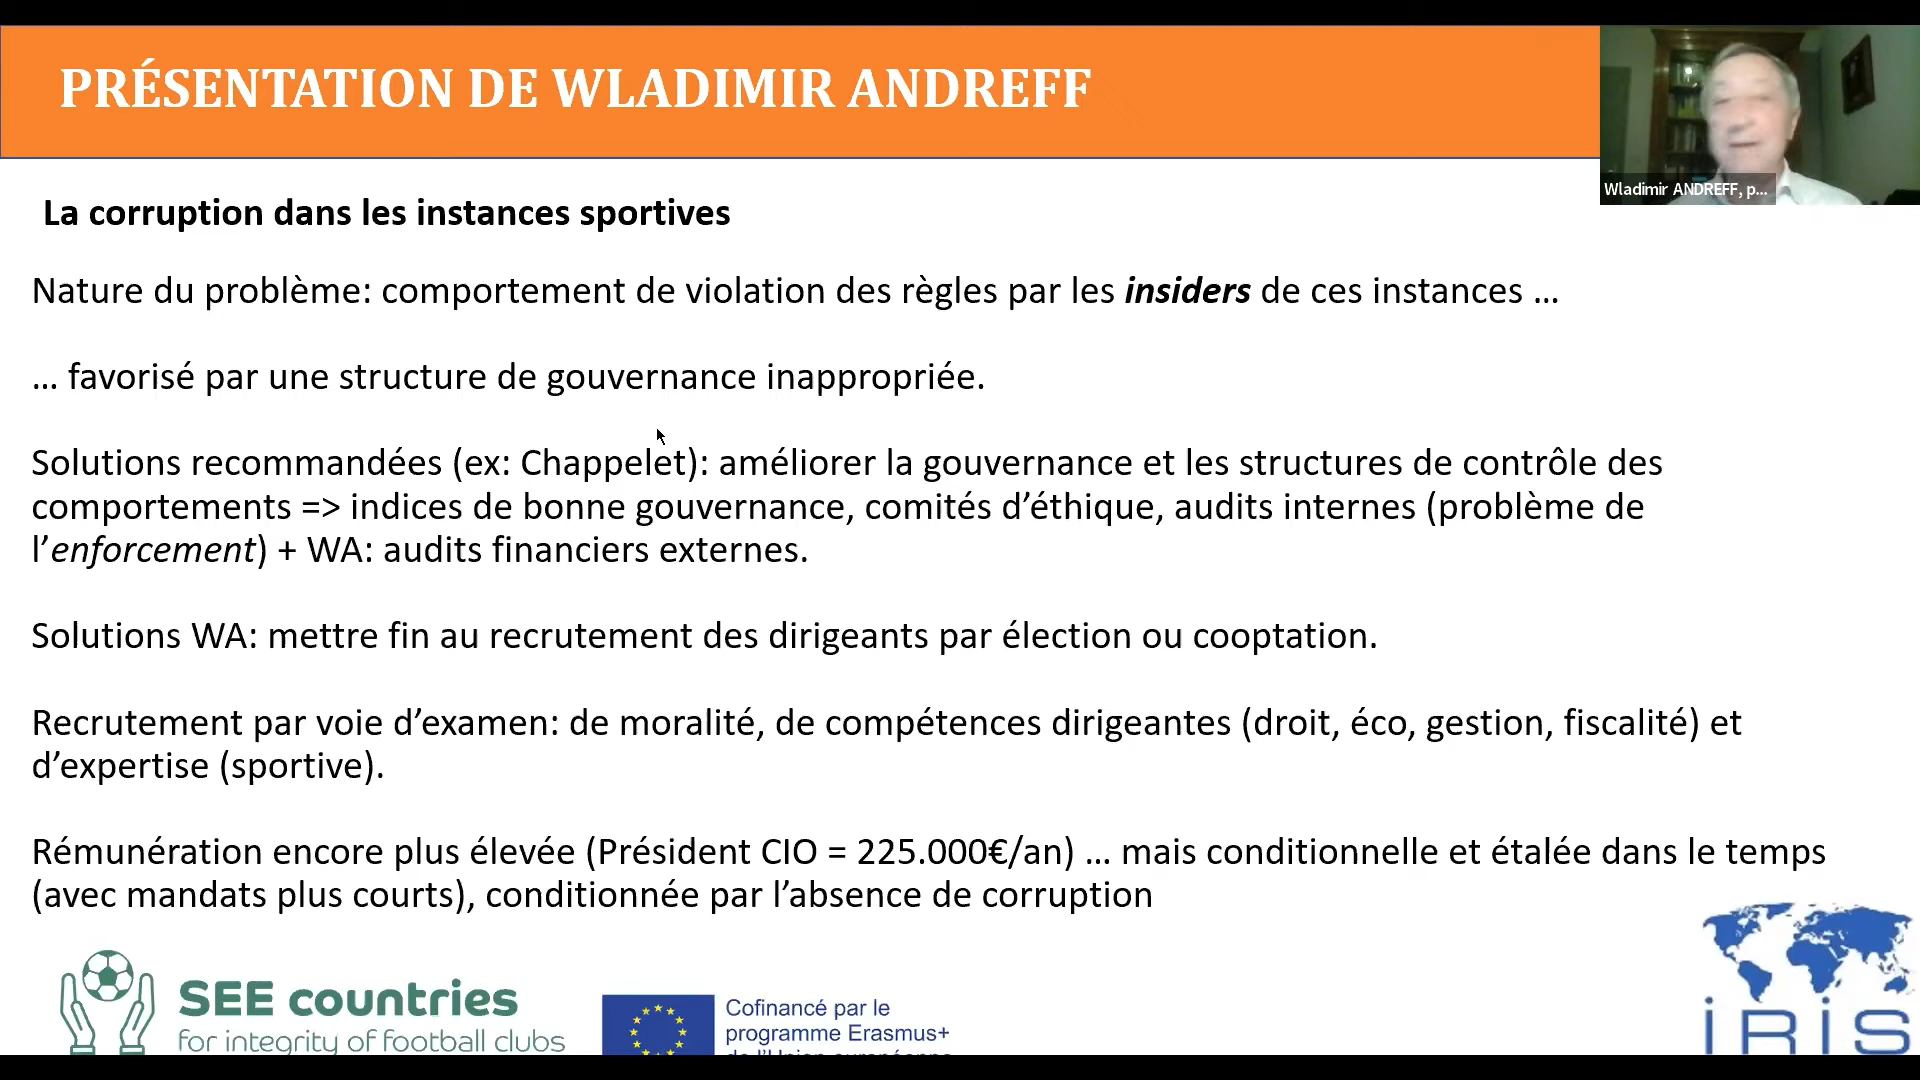 PRÉSENTATION DE WLADIMIR ANDREFF
Wladimir ANDREFF, p...
La corruption dans les instances sportives
Nature du problème: comportement de violation des règles par les insiders de ces instances ...
... favorisé par une structure de gouvernance inappropriée.
Solutions recommandées (ex: Chappelet): améliorer la gouvernance et les structures de contrôle des
comportements => indices de bonne gouvernance, comités d’éthique, audits internes (problème de
l’enforcement) + WA: audits financiers externes.
Solutions WA: mettre fin au recrutement des dirigeants par élection ou cooptation.
Recrutement par voie d’examen: de moralité, de compétences dirigeantes (droit, éco, gestion, fiscalité) et
d’expertise (sportive).
Rémunération encore plus élevée (Président CIO = 225.000€/an) ... mais conditionnelle et étalée dans le temps
(avec mandats plus courts), conditionnée par l’absence de corruption
SEE countries
for integrity of football clubs
Cofinancé par le
programme Erasmus+
de l'Union européenne
iRiS